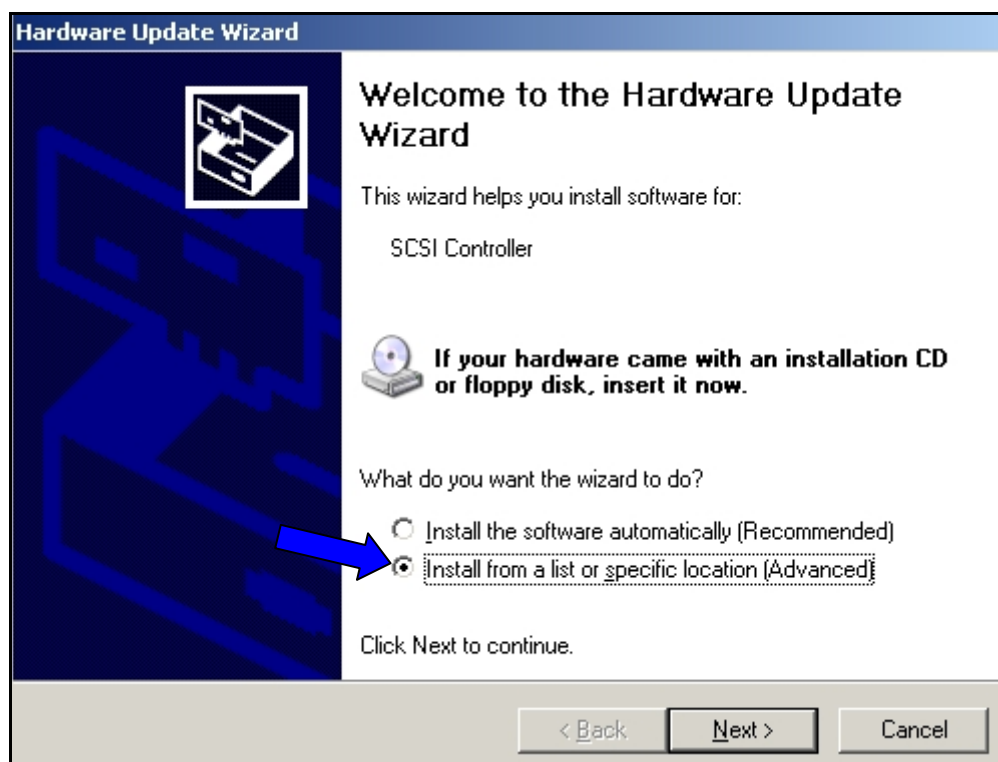 Hardware Update Wizard
Welcome to the Hardware Update
Wizard
This wizard helps you install software for:
SCSI Controller
If your hardware came with an installation CD
or floppy disk, insert it now.
What do you want the wizard to do?
Install the software automatically (Recommended)
Install from a list or specific location (Advanced)
Click Next to continue.
< Back Next > Cancel